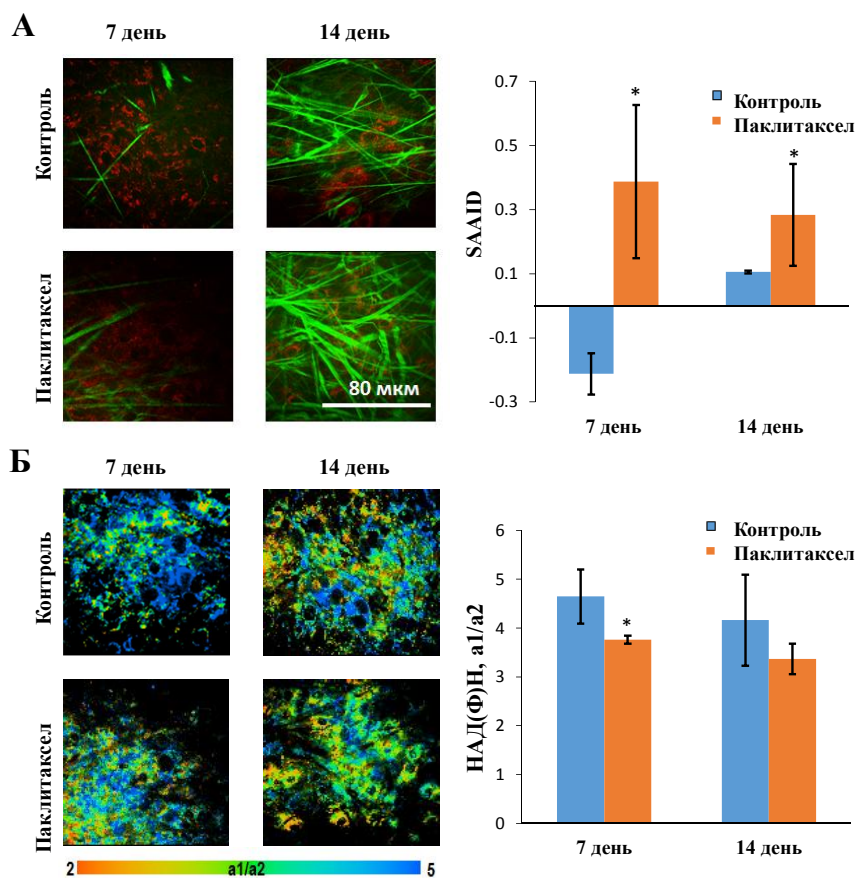 А
7 день
14 день
Контроль
Паклитаксел
80 мкм
SAAID
0.7
0.5
0.3
0.1
-0.1
-0.3
*
*
Контроль
Паклитаксел
7 день
14 день
Б
7 день
14 день
Контроль
Паклитаксел
2
a1/a2
5
НАД(Ф)Н, a1/a2
6
5
4
3
2
1
0
*
Контроль
Паклитаксел
7 день
14 день